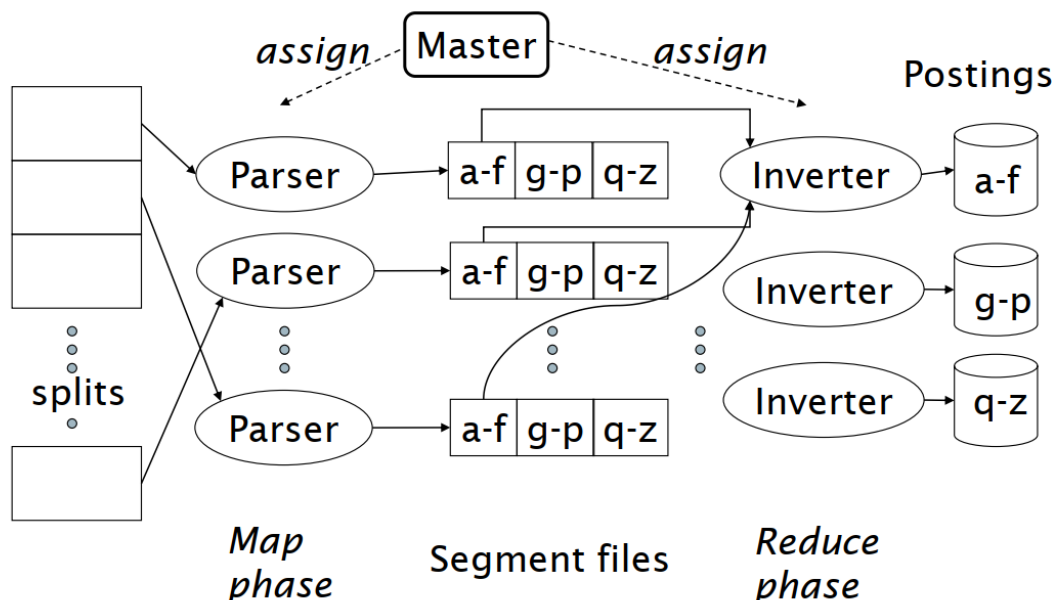 assign
Master
assign
Postings
Parser
a-f g-p q-z
Inverter
a-f
Parser
a-f g-p q-z
Inverter
g-p
splits
Parser
a-f g-p q-z
Inverter
q-z
Map
phase
Segment files
Reduce
phase